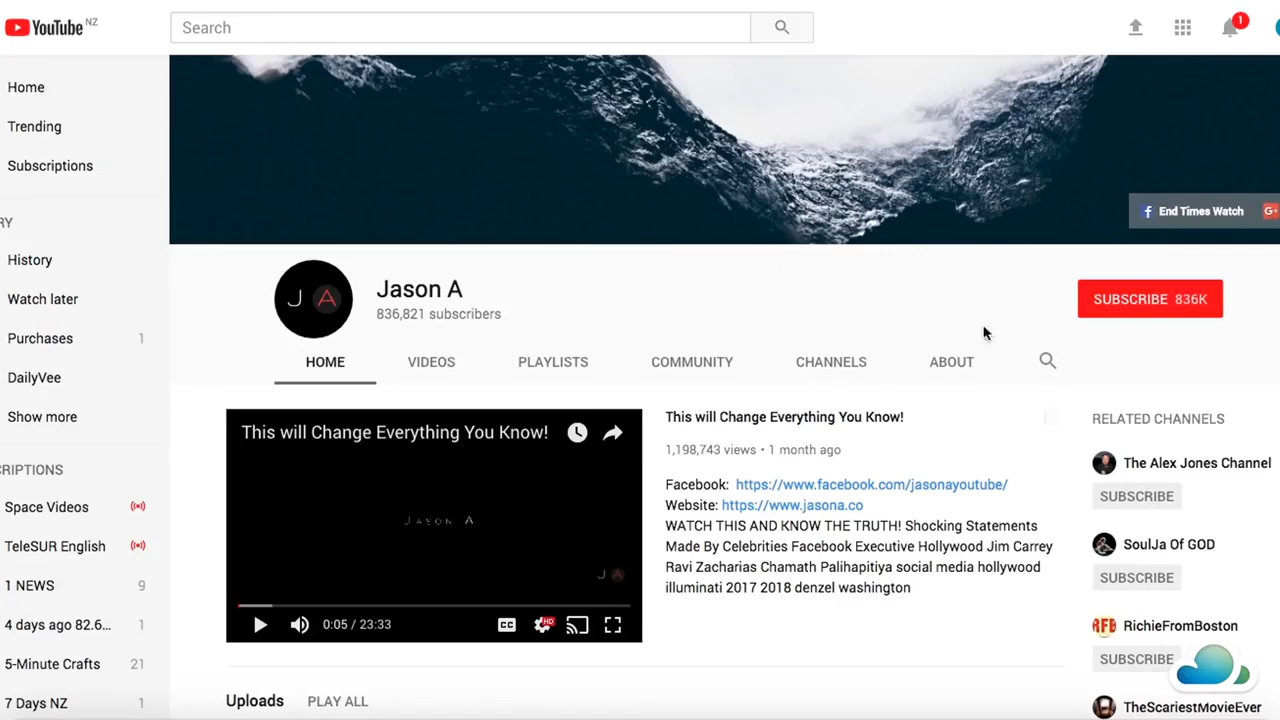 YouTube NZ
Search
1
Home
Trending
Subscriptions
RY
History
Watch later
Purchases 1
DailyVee
Show more
CRIPTIONS
Space Videos
TeleSUR English
1 NEWS 9
4 days ago 82.6... 1
5-Minute Crafts 21
7 Days NZ 1
End Times Watch
G+
J A
Jason A
836,821 subscribers
SUBSCRIBE 836K
HOME VIDEOS PLAYLISTS COMMUNITY CHANNELS ABOUT
This will Change Everything You Know!
JASON A
J A
0:05 / 23:33
CC
HD
This will Change Everything You Know!
1,198,743 views • 1 month ago
Facebook: https://www.facebook.com/jasonayoutube/
Website: https://www.jasona.co
WATCH THIS AND KNOW THE TRUTH! Shocking Statements
Made By Celebrities Facebook Executive Hollywood Jim Carrey
Ravi Zacharias Chamath Palihapitiya social media hollywood
illuminati 2017 2018 denzel washington
Uploads PLAY ALL
RELATED CHANNELS
The Alex Jones Channel
SUBSCRIBE
SoulJa Of GOD
SUBSCRIBE
RFB
RichieFromBoston
SUBSCRIBE
TheScariestMovieEver